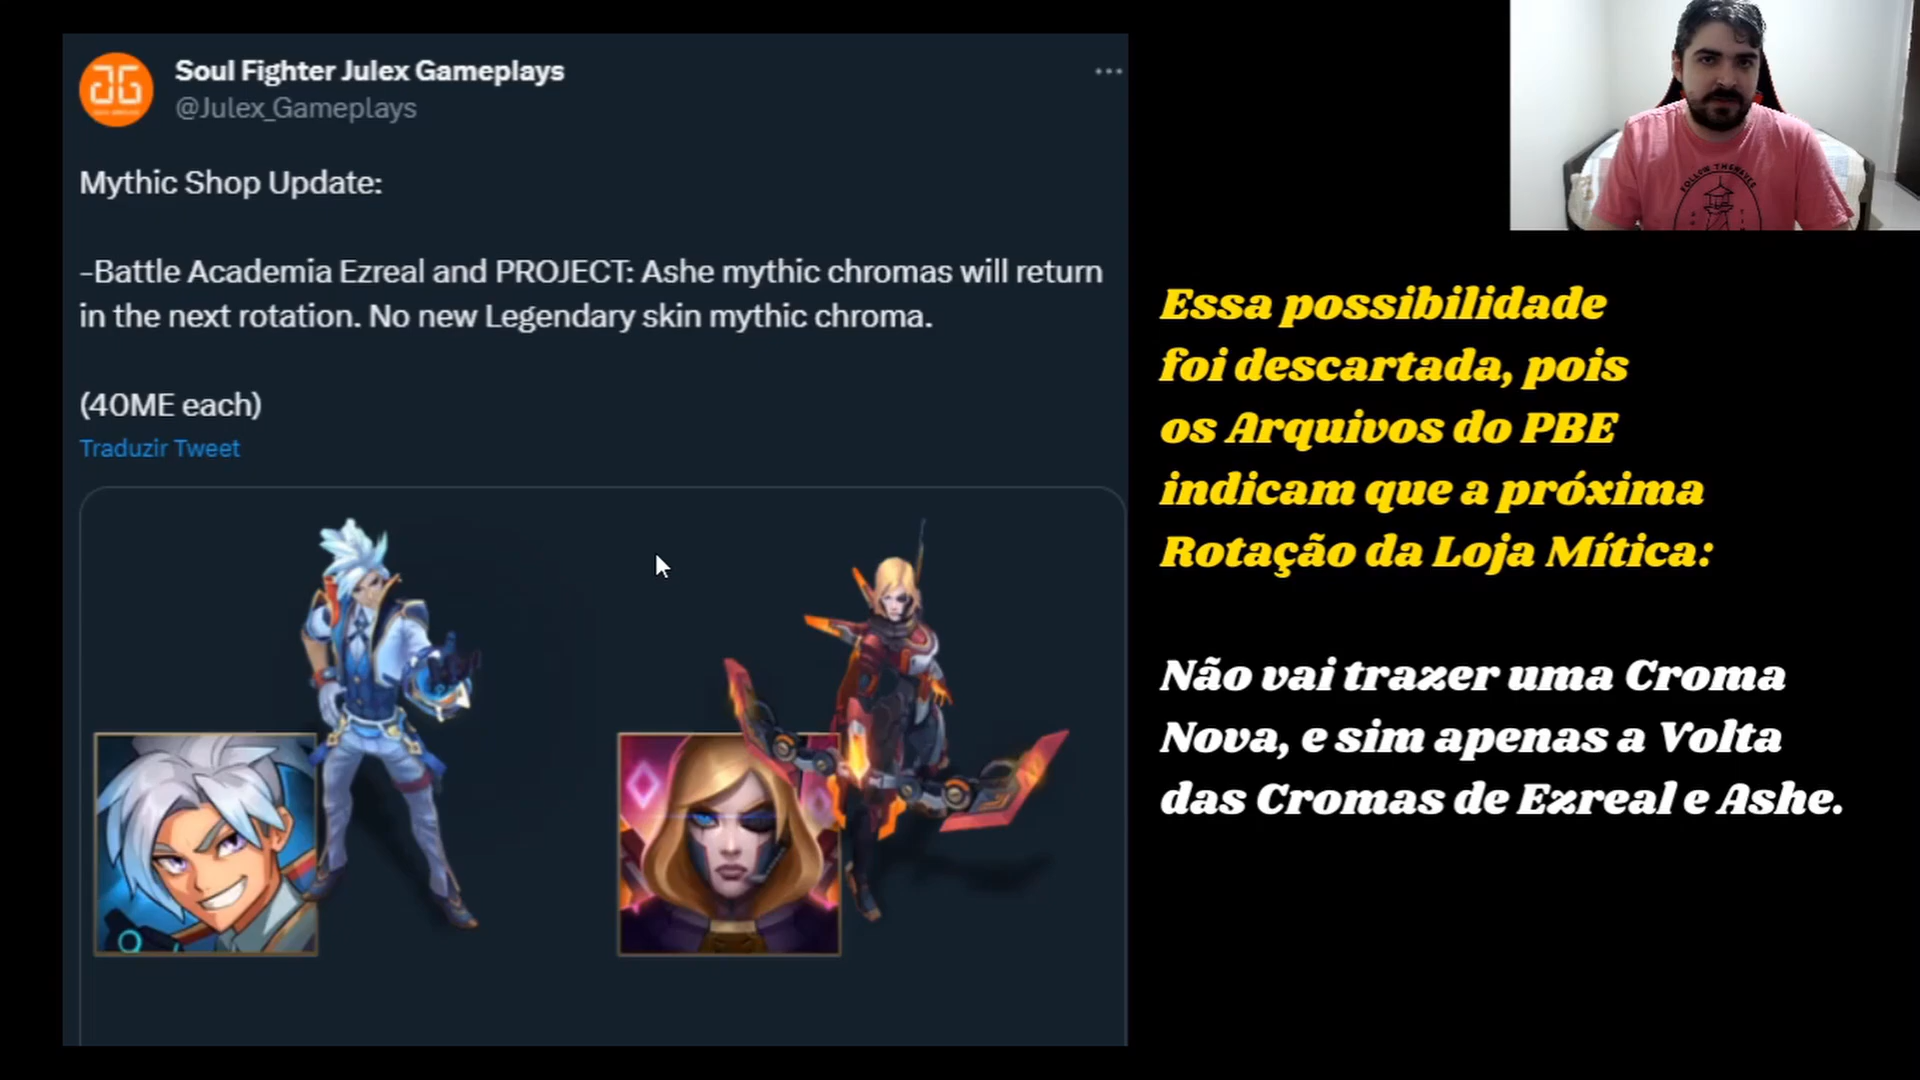 Soul Fighter Julex Gameplays
@Julex_Gameplays
Mythic Shop Update:
-Battle Academia Ezreal and PROJECT: Ashe mythic chromas will return
in the next rotation. No new Legendary skin mythic chroma.
(40ME each)
Traduzir Tweet
Essa possibilidade
foi descartada, pois
os Arquivos do PBE
indicam que a próxima
Rotação da Loja Mítica:
Não vai trazer uma Croma
Nova, e sim apenas a Volta
das Cromas de Ezreal e Ashe.